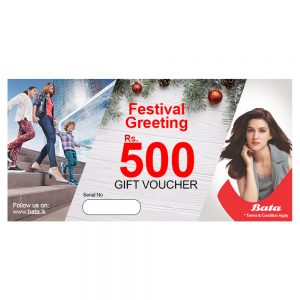 Festival
Greeting
Rs.
500
GIFT VOUCHER
Serial No
Follow us on:
www.bata.lk
Bata
*Terms & Condition Apply